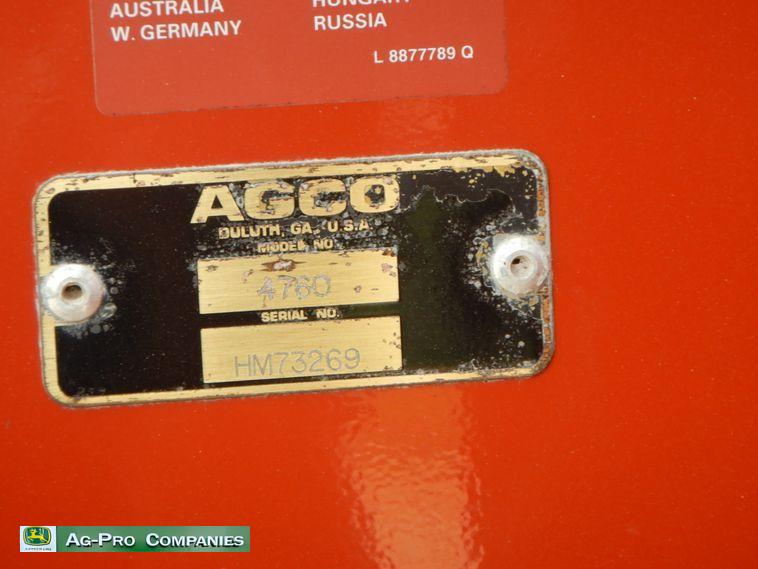 AUSTRALIA HUNGARY
W. GERMANY RUSSIA
L 8877789 Q
AGCO
DULUTH, GA., U.S.A.
MODEL NO.
4760
SERIAL NO.
HM73269
AG-PRO COMPANIES